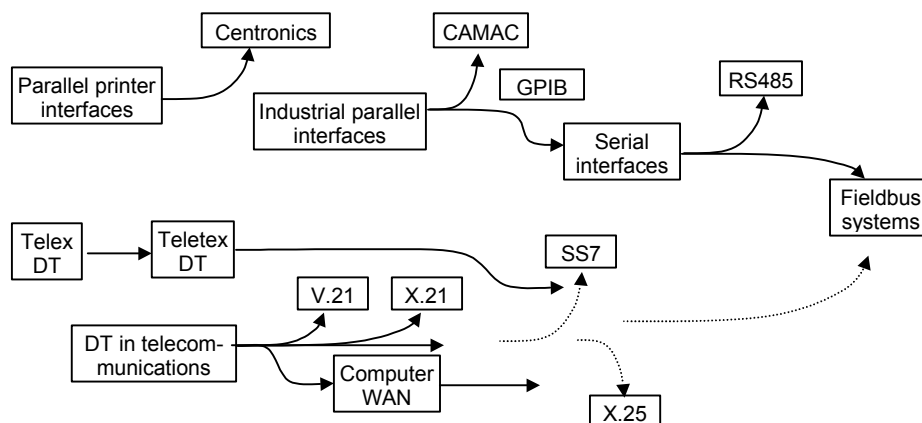 Centronics
CAMAC
Parallel printer
interfaces
GPIB
RS485
Industrial parallel
interfaces
Serial
interfaces
Fieldbus
systems
Telex
DT
Teletex
DT
SS7
V.21
X.21
DT in telecom-
munications
Computer
WAN
X.25